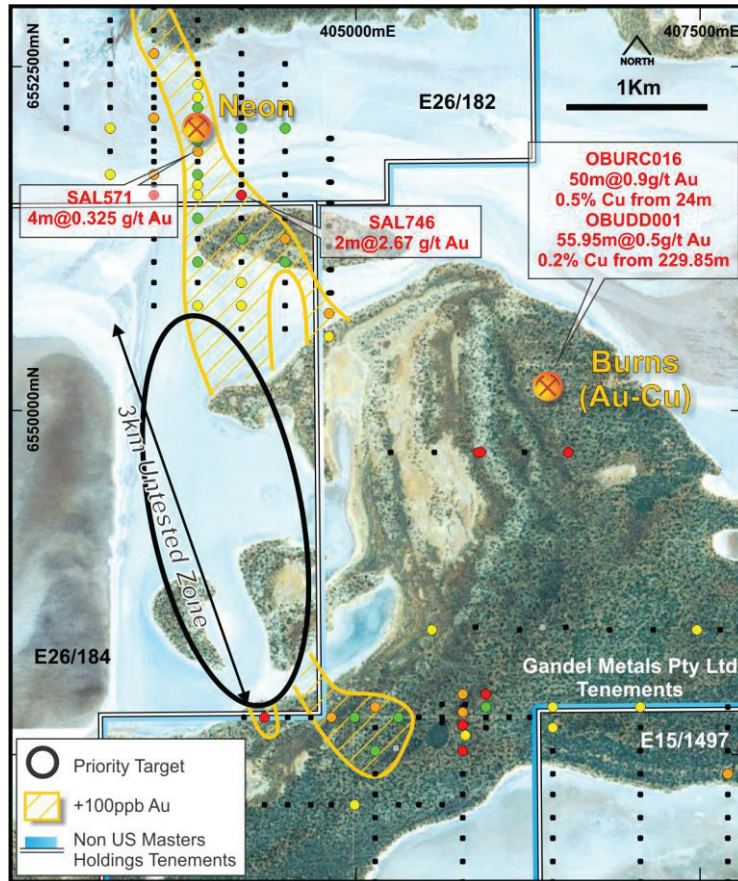 405000mE
407500mE
6552500mN
NORTH
1Km
E26/182
Neon
OBURC016
50m@0.9g/t Au
0.5% Cu from 24m
OBUDD001
55.95m@0.5g/t Au
0.2% Cu from 229.85m
SAL571
4m@0.325 g/t Au
SAL746
2m@2.67 g/t Au
Burns
(Au-Cu)
6550000mN
3km Untested Zone
E26/184
Gandel Metals Pty Ltd
Tenements
E15/1497
Priority Target
+100ppb Au
Non US Masters
Holdings Tenements